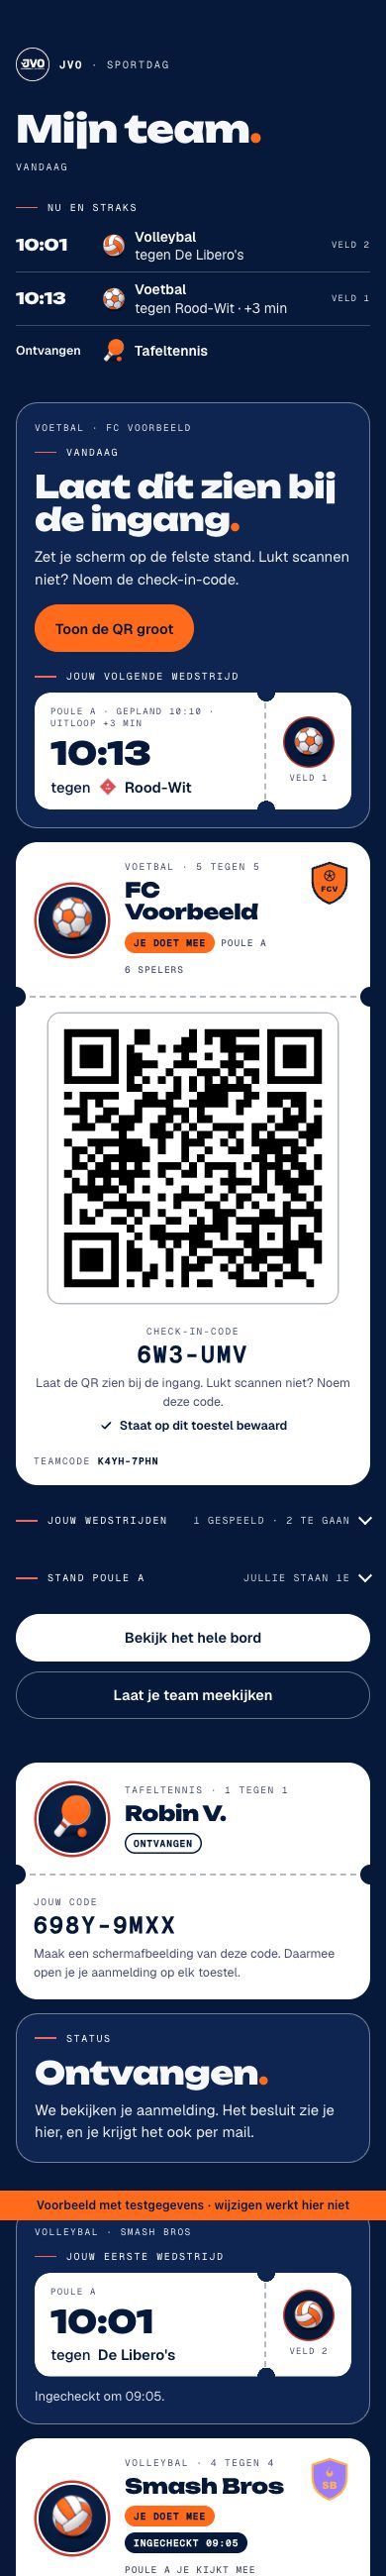 JVO JVO · SPORTDAG
Mijn team.
VANDAAG
NU EN STRAKS
10:01 Volleybal VELD 2
tegen De Libero's
10:13 Voetbal VELD 1
tegen Rood-Wit · +3 min
Ontvangen Tafeltennis
VOETBAL · FC VOORBEELD
VANDAAG
Laat dit zien bij
de ingang.
Zet je scherm op de felste stand. Lukt scannen
niet? Noem de check-in-code.
Toon de QR groot
JOUW VOLGENDE WEDSTRIJD
POULE A · GEPLAND 10:10 ·
UITLOOP +3 MIN
10:13
tegen Rood-Wit
VELD 1
VOETBAL · 5 TEGEN 5
FC
Voorbeeld
FCV
JE DOET MEE POULE A
6 SPELERS
CHECK-IN-CODE
6W3-UMV
Laat de QR zien bij de ingang. Lukt scannen niet? Noem
deze code.
Staat op dit toestel bewaard
TEAMCODE K4YH-7PHN
JOUW WEDSTRIJDEN 1 GESPEELD · 2 TE GAAN
STAND POULE A JULLIE STAAN 1E
Bekijk het hele bord
Laat je team meekijken
TAFELTENNIS · 1 TEGEN 1
Robin V.
ONTVANGEN
JOUW CODE
698Y-9MXX
Maak een schermafbeelding van deze code. Daarmee
open je je aanmelding op elk toestel.
STATUS
Ontvangen.
We bekijken je aanmelding. Het besluit zie je
hier, en je krijgt het ook per mail.
Voorbeeld met testgegevens · wijzigen werkt hier niet
VOLLEYBAL · SMASH BROS
JOUW EERSTE WEDSTRIJD
POULE A
10:01
tegen De Libero's
VELD 2
Ingecheckt om 09:05.
VOLLEYBAL · 4 TEGEN 4
Smash Bros
SB
JE DOET MEE
INGECHECKT 09:05
POULE A JE KIJKT MEE